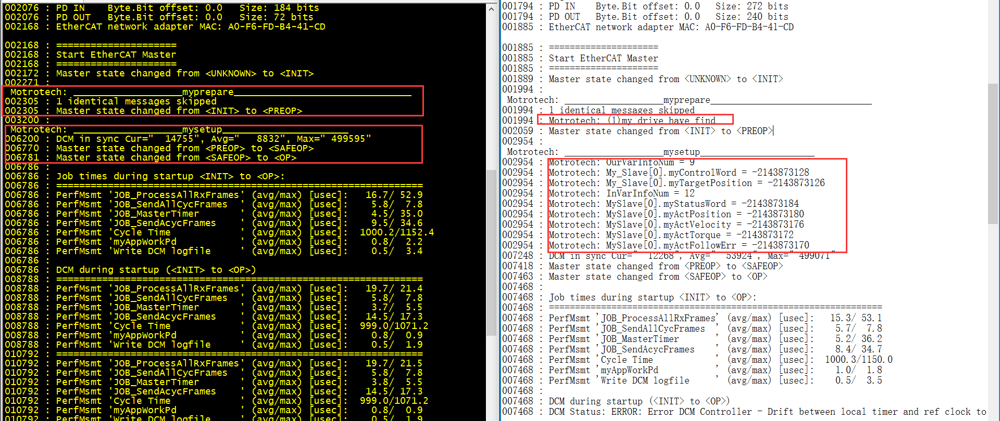 002076 : PD IN    Byte.Bit offset: 0.0   Size: 184 bits
002076 : PD OUT   Byte.Bit offset: 0.0   Size: 72 bits
002168 : EtherCAT network adapter MAC: A0-F6-FD-B4-41-CD
002168 : =====================
002168 : Start EtherCAT Master
002168 : =====================
002172 : Master state changed from <UNKNOWN> to <INIT>
002271 :
Motrotech: ___________________myprepare_______________________________
002305 : 1 identical messages skipped
002305 : Master state changed from <INIT> to <PREOP>
003200 :
Motrotech: ___________________mysetup______________________
006200 : DCM in sync Cur="  14755", Avg="   8832", Max=" 499595"
006770 : Master state changed from <PREOP> to <SAFEOP>
006781 : Master state changed from <SAFEOP> to <OP>
006786 :
006786 : Job times during startup <INIT> to <OP>:
006786 : ================================================================
006786 : PerfMsmt 'JOB_ProcessAllRxFrames' (avg/max) [usec]:   16.7/ 52.9
006786 : PerfMsmt 'JOB_SendAllCycFrames  ' (avg/max) [usec]:    5.8/  7.8
006786 : PerfMsmt 'JOB_MasterTimer       ' (avg/max) [usec]:    4.5/ 35.0
006786 : PerfMsmt 'JOB_SendAcycFrames    ' (avg/max) [usec]:    9.5/ 34.6
006786 : PerfMsmt 'Cycle Time            ' (avg/max) [usec]:  1000.2/1152.4
006786 : PerfMsmt 'myAppWorkPd           ' (avg/max) [usec]:    0.8/  2.2
006786 : PerfMsmt 'Write DCM logfile     ' (avg/max) [usec]:    0.5/  3.4
006786 :
006786 : DCM during startup (<INIT> to <OP>)
008788 : ================================================================
008788 : PerfMsmt 'JOB_ProcessAllRxFrames' (avg/max) [usec]:   19.7/ 21.4
008788 : PerfMsmt 'JOB_SendAllCycFrames  ' (avg/max) [usec]:    5.8/  7.8
008788 : PerfMsmt 'JOB_MasterTimer       ' (avg/max) [usec]:    3.7/  5.5
008788 : PerfMsmt 'JOB_SendAcycFrames    ' (avg/max) [usec]:   14.5/ 17.3
008788 : PerfMsmt 'Cycle Time            ' (avg/max) [usec]:  999.0/1071.2
008788 : PerfMsmt 'myAppWorkPd           ' (avg/max) [usec]:    0.8/  0.9
008788 : PerfMsmt 'Write DCM logfile     ' (avg/max) [usec]:    0.5/  1.9
010792 : ================================================================
010792 : PerfMsmt 'JOB_ProcessAllRxFrames' (avg/max) [usec]:   19.7/ 21.5
010792 : PerfMsmt 'JOB_SendAllCycFrames  ' (avg/max) [usec]:    5.8/  7.8
010792 : PerfMsmt 'JOB_MasterTimer       ' (avg/max) [usec]:    3.8/  5.5
010792 : PerfMsmt 'JOB_SendAcycFrames    ' (avg/max) [usec]:   14.5/ 17.3
010792 : PerfMsmt 'Cycle Time            ' (avg/max) [usec]:  999.0/1071.2
010792 : PerfMsmt 'myAppWorkPd           ' (avg/max) [usec]:    0.8/  0.9
010792 : PerfMsmt 'Write DCM logfile     ' (avg/max) [usec]:    0.5/  1.9
001794 : PD IN    Byte.Bit offset: 0.0   Size: 272 bits
001794 : PD OUT   Byte.Bit offset: 0.0   Size: 240 bits
001885 : EtherCAT network adapter MAC: A0-F6-FD-B4-41-CD
001885 : =====================
001885 : Start EtherCAT Master
001885 : =====================
001889 : Master state changed from <UNKNOWN> to <INIT>
001994 :
Motrotech: ___________________myprepare_______________________________
001994 : 1 identical messages skipped
001994 : Motrotech: (1)my drive have find
002059 : Master state changed from <INIT> to <PREOP>
002954 :
Motrotech: ___________________mysetup______________________
002954 : Motrotech: OurVarInfoNum = 9
002954 : Motrotech: My_Slave[0].myControlWord = -2143873128
002954 : Motrotech: My_Slave[0].myTargetPosition = -2143873126
002954 : Motrotech: InVarInfoNum = 12
002954 : Motrotech: MySlave[0].myStatusWord = -2143873184
002954 : Motrotech: MySlave[0].myActPosition = -2143873180
002954 : Motrotech: MySlave[0].myActVelocity = -2143873176
002954 : Motrotech: MySlave[0].myActTorque = -2143873172
002954 : Motrotech: MySlave[0].myActFollowErr = -2143873170
007248 : DCM in sync Cur="  12268", Avg="  53924", Max=" 499071"
007418 : Master state changed from <PREOP> to <SAFEOP>
007463 : Master state changed from <SAFEOP> to <OP>
007468 :
007468 : Job times during startup <INIT> to <OP>:
007468 : ================================================================
007468 : PerfMsmt 'JOB_ProcessAllRxFrames' (avg/max) [usec]:   15.3/ 53.1
007468 : PerfMsmt 'JOB_SendAllCycFrames  ' (avg/max) [usec]:    5.7/  7.8
007468 : PerfMsmt 'JOB_MasterTimer       ' (avg/max) [usec]:    5.2/ 36.2
007468 : PerfMsmt 'JOB_SendAcycFrames    ' (avg/max) [usec]:    8.4/ 34.7
007468 : PerfMsmt 'Cycle Time            ' (avg/max) [usec]:  1000.3/1150.0
007468 : PerfMsmt 'myAppWorkPd           ' (avg/max) [usec]:    1.0/  1.8
007468 : PerfMsmt 'Write DCM logfile     ' (avg/max) [usec]:    0.5/  3.5
007468 :
007468 : DCM during startup (<INIT> to <OP>)
007468 : DCM Status: ERROR: Error DCM Controller - Drift between local timer and ref clock to